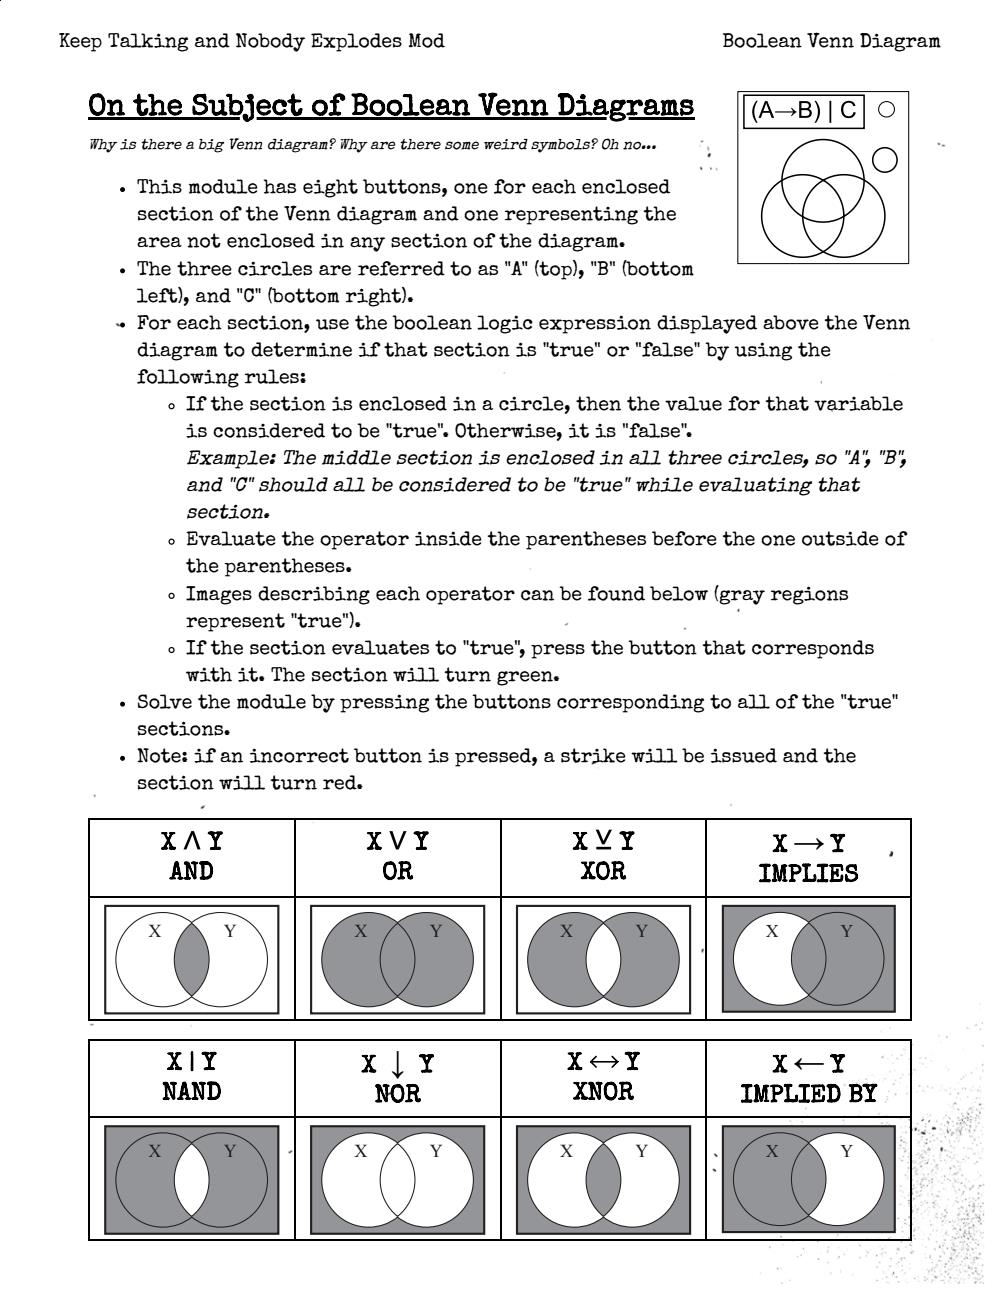 Keep Talking and Nobody Explodes Mod
Boolean Venn Diagram
On the Subject of Boolean Venn Diagrams
(A→B) | C
Why is there a big Venn diagram? Why are there some weird symbols? Oh no...
• This module has eight buttons, one for each enclosed
section of the Venn diagram and one representing the
area not enclosed in any section of the diagram.
• The three circles are referred to as "A" (top), "B" (bottom
left), and "C" (bottom right).
• For each section, use the boolean logic expression displayed above the Venn
diagram to determine if that section is "true" or "false" by using the
following rules:
◦ If the section is enclosed in a circle, then the value for that variable
is considered to be "true". Otherwise, it is "false".
Example: The middle section is enclosed in all three circles, so "A", "B",
and "C" should all be considered to be "true" while evaluating that
section.
◦ Evaluate the operator inside the parentheses before the one outside of
the parentheses.
◦ Images describing each operator can be found below (gray regions
represent "true").
◦ If the section evaluates to "true", press the button that corresponds
with it. The section will turn green.
• Solve the module by pressing the buttons corresponding to all of the "true"
sections.
• Note: if an incorrect button is pressed, a strike will be issued and the
section will turn red.
X ∧ Y
AND
X ∨ Y
OR
X ⊻ Y
XOR
X → Y
IMPLIES
X Y
X Y
X Y
X Y
X | Y
NAND
X ↓ Y
NOR
X ↔ Y
XNOR
X ← Y
IMPLIED BY
X Y
X Y
X Y
X Y